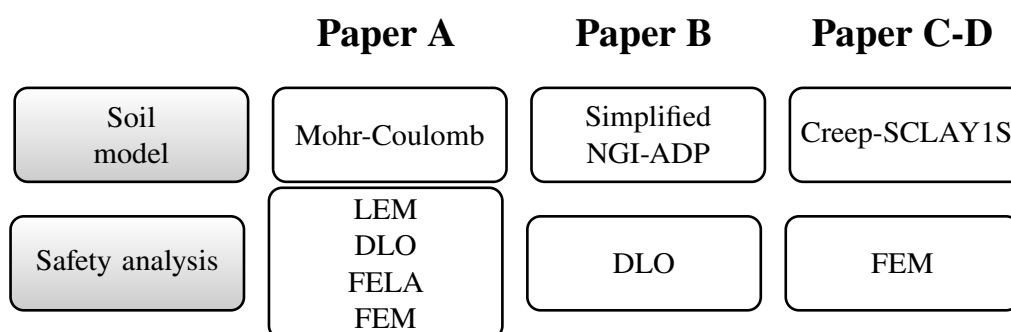 Paper A Paper B Paper C-D
Soil
model
Mohr-Coulomb
Simplified
NGI-ADP
Creep-SCLAY1S
Safety analysis
LEM
DLO
FELA
FEM
DLO
FEM